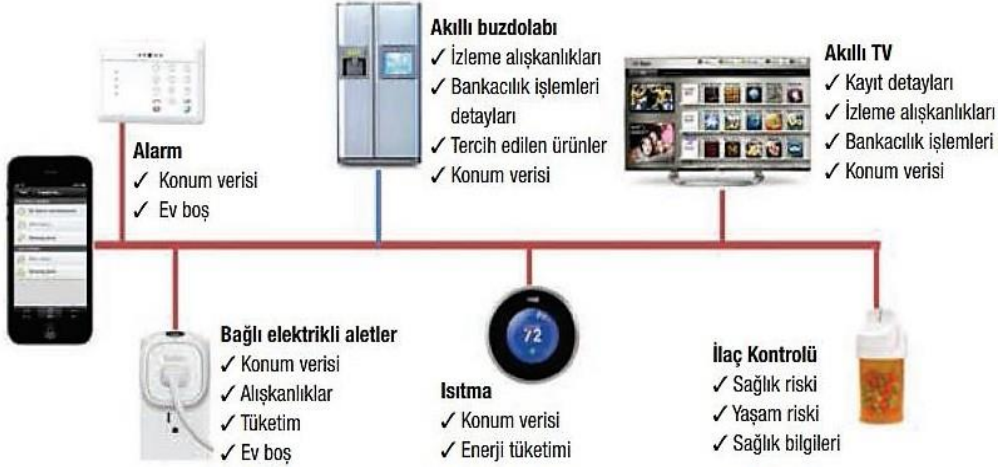 Akıllı buzdolabı
✓ İzleme alışkanlıkları
✓ Bankacılık işlemleri
detayları
✓ Tercih edilen ürünler
✓ Konum verisi
Akıllı TV
✓ Kayıt detayları
✓ İzleme alışkanlıkları
✓ Bankacılık işlemleri
✓ Konum verisi
Alarm
✓ Konum verisi
✓ Ev boş
Bağlı elektrikli aletler
✓ Konum verisi
✓ Alışkanlıklar
✓ Tüketim
✓ Ev boş
72
Isıtma
✓ Konum verisi
✓ Enerji tüketimi
İlaç Kontrolü
✓ Sağlık riski
✓ Yaşam riski
✓ Sağlık bilgileri